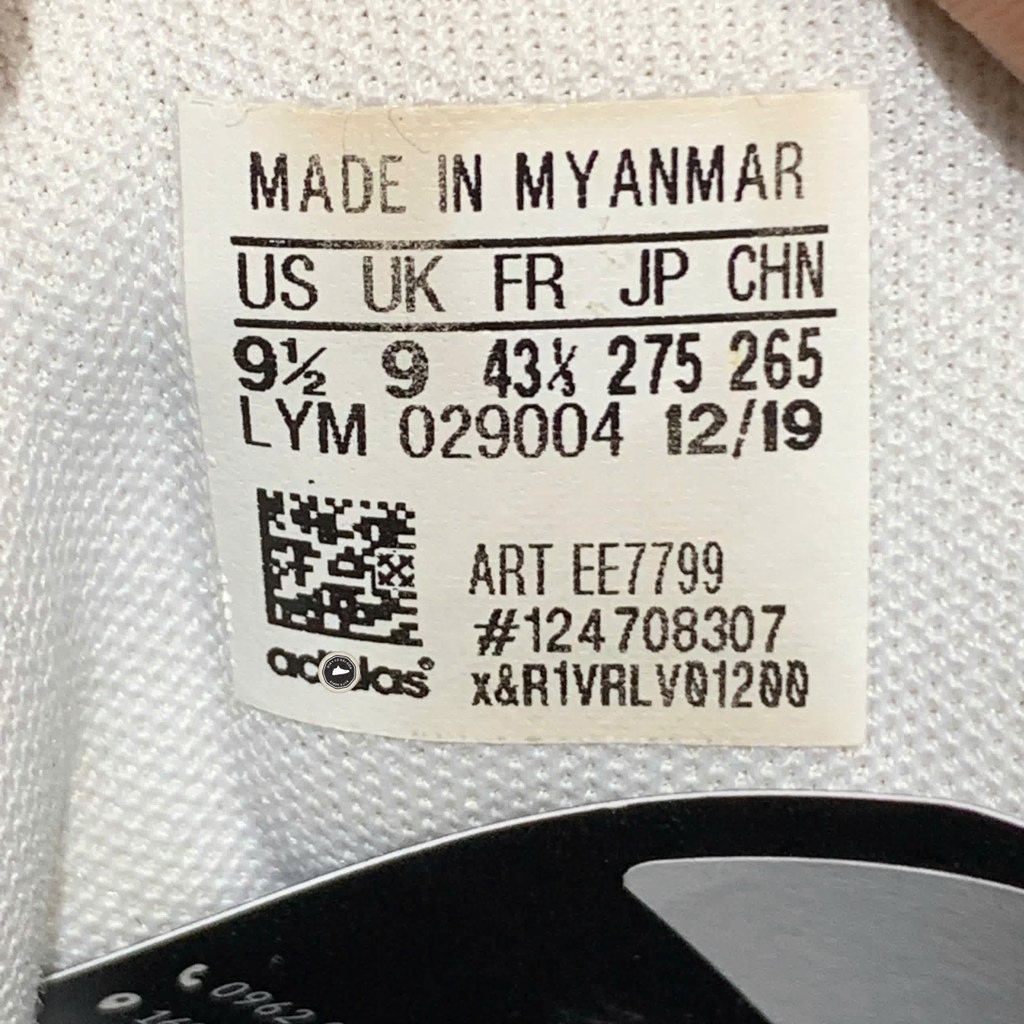 MADE IN MYANMAR
US UK FR JP CHN
9½ 9 43⅓ 275 265
LYM 029004 12/19
ART EE7799
#124708307
x&R1VRLV01200
adidas®
0962